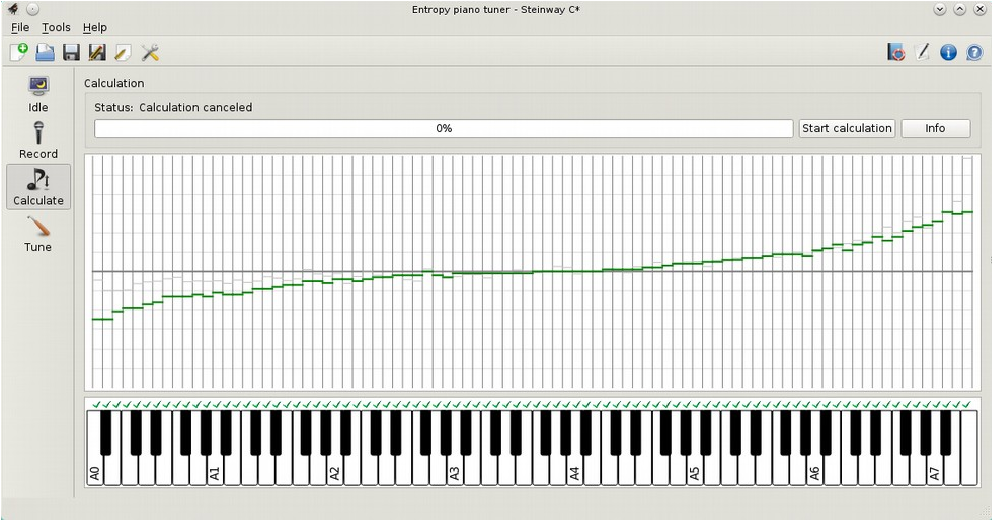 Entropy piano tuner - Steinway C*
File Tools Help
Calculation
Idle
Status: Calculation canceled
0% Start calculation Info
Record
Calculate
Tune
A0 A1 A2 A3 A4 A5 A6 A7